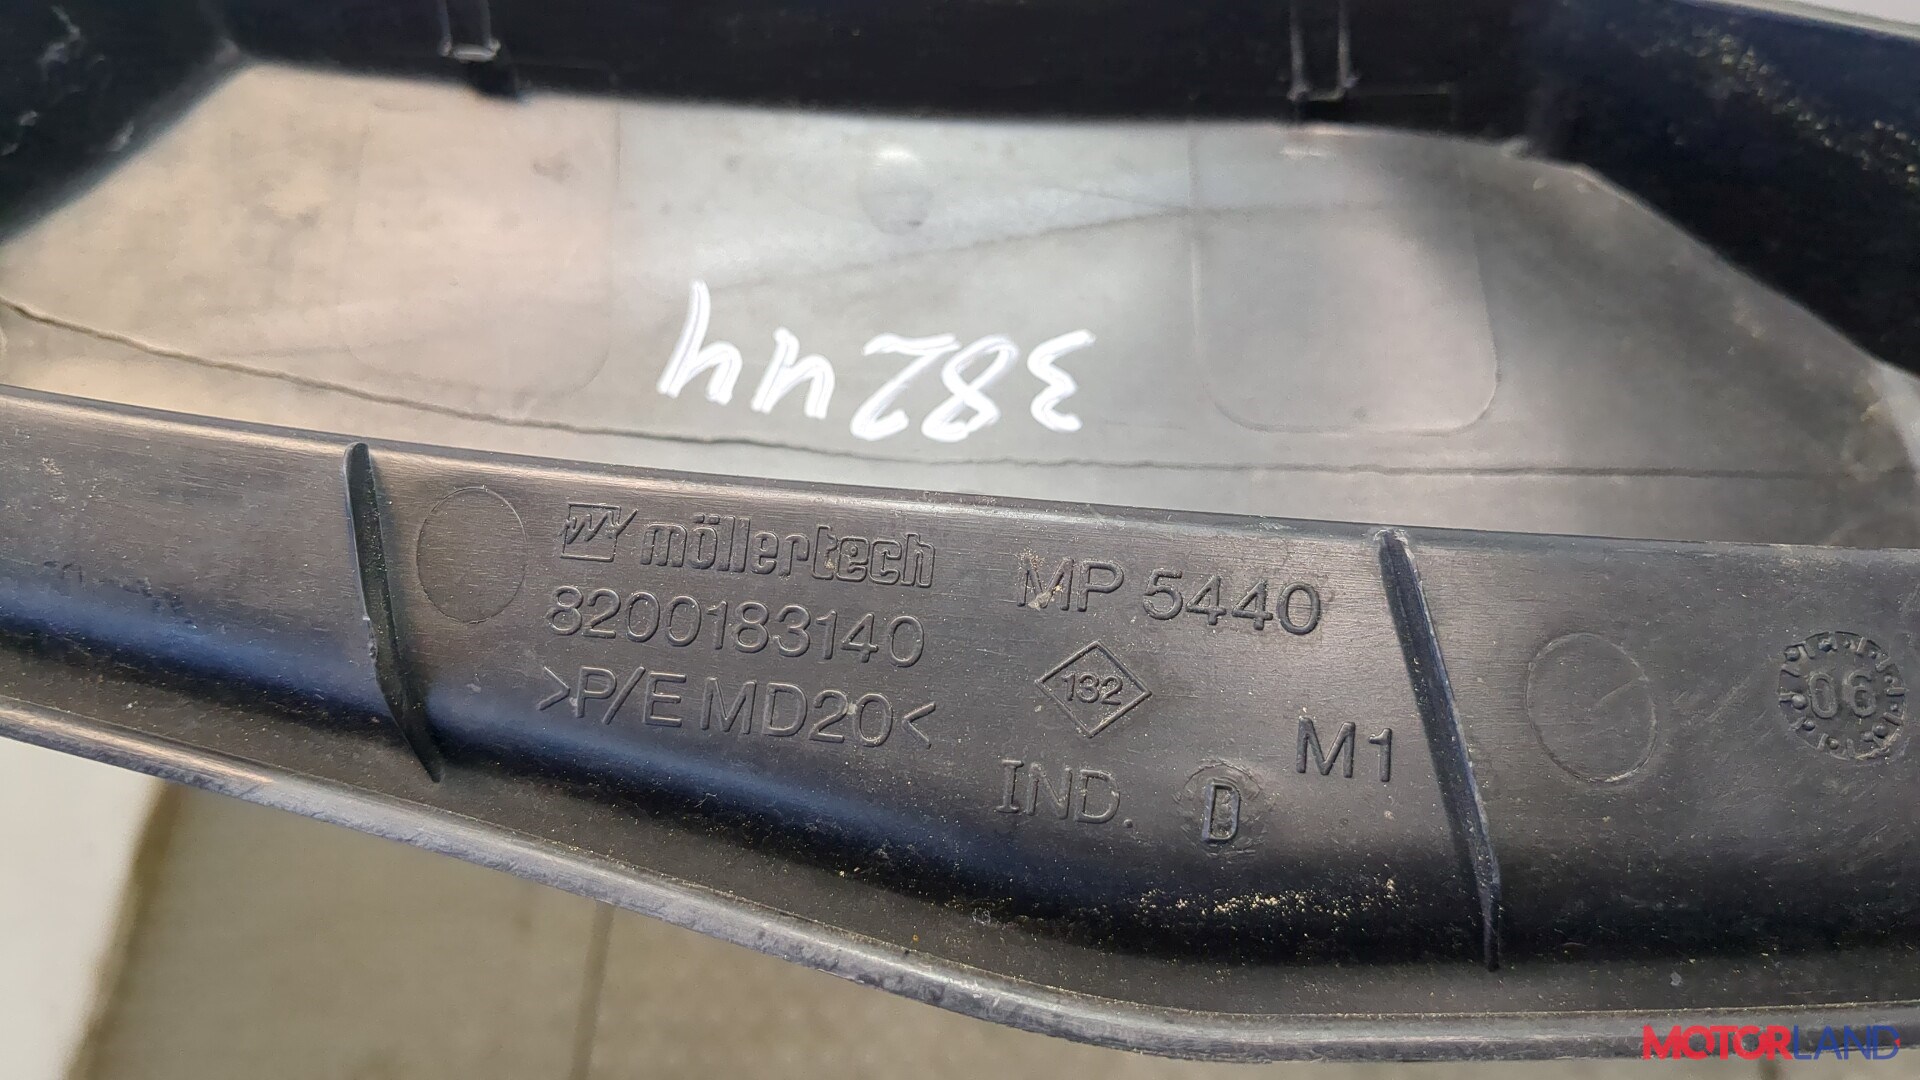 38244
möllertech MP 5440
8200183140
132
>P/E MD20<
M1
IND. D
06
MOTORLAND